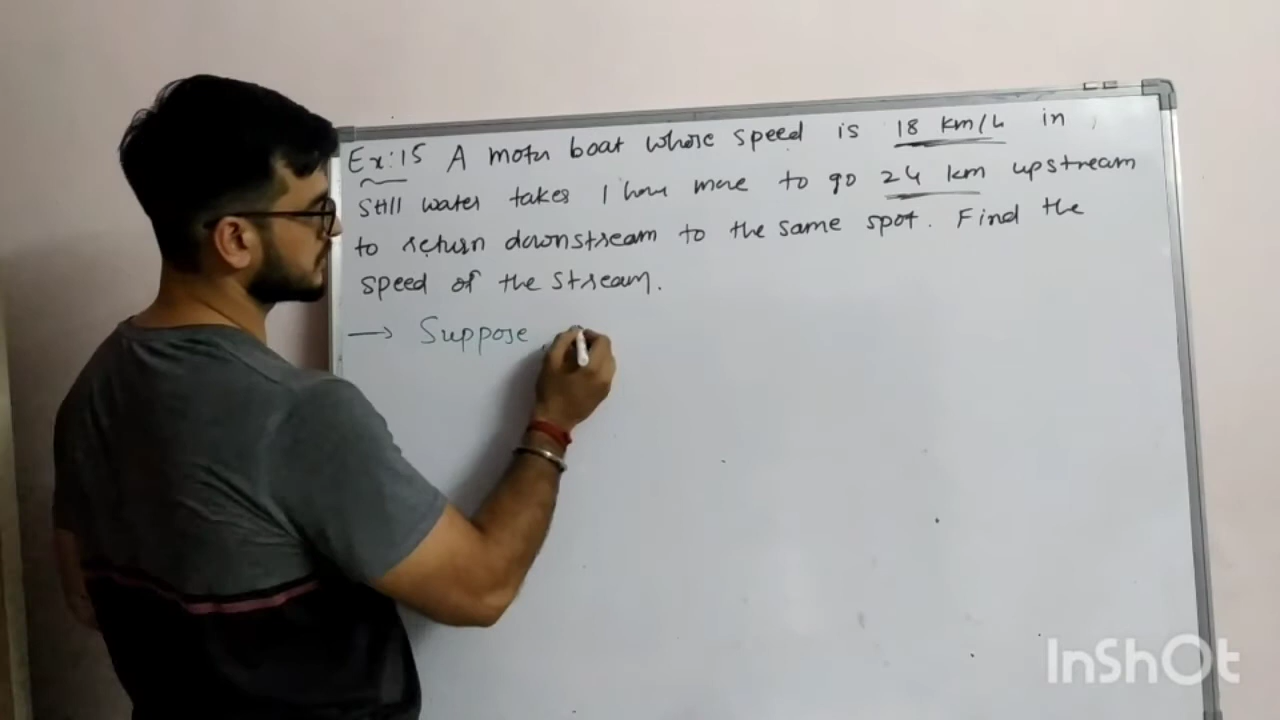 Ex:15 A motor boat whose speed is 18 km/h in
still water takes 1 hour more to go 24 km upstream
to return downstream to the same spot. Find the
speed of the stream.
→ Suppose
InShOt